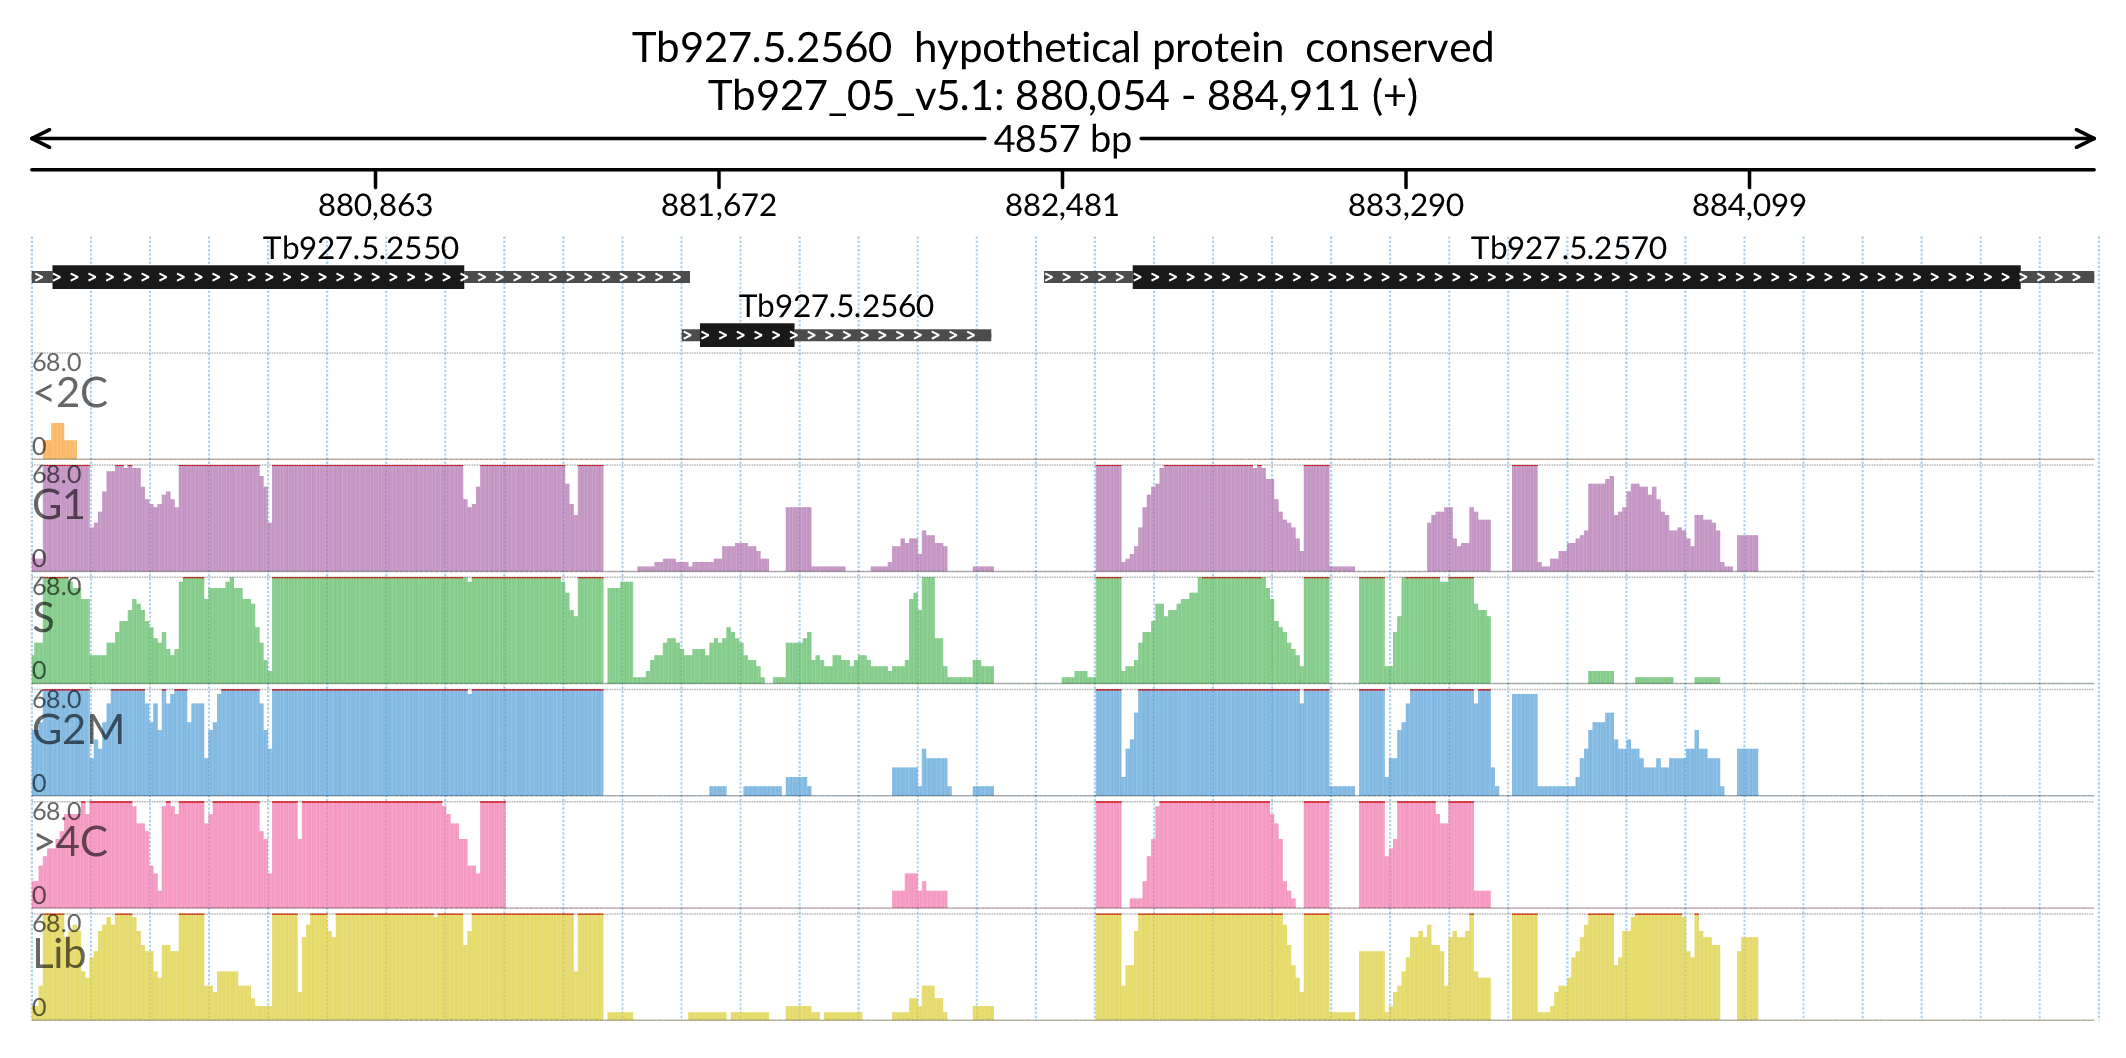 Tb927.5.2560 hypothetical protein conserved
Tb927_05_v5.1: 880,054 - 884,911 (+)
4857 bp
880,863 881,672 882,481 883,290 884,099
Tb927.5.2550 Tb927.5.2570
Tb927.5.2560
68.0
<2C
0
68.0
G1
0
68.0
S
0
68.0
G2M
0
68.0
>4C
0
68.0
Lib
0